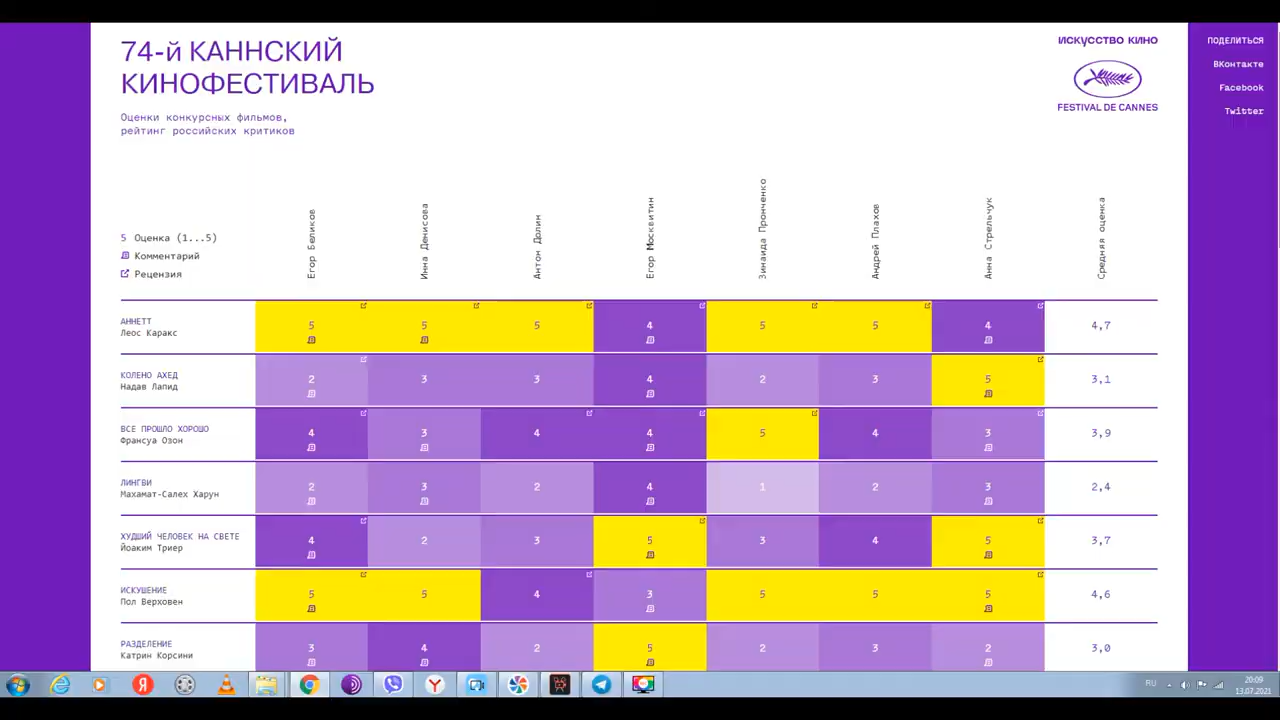 74-й КАННСКИЙ
КИНОФЕСТИВАЛЬ
Оценки конкурсных фильмов,
рейтинг российских критиков
ИСКУССТВО КИНО
FESTIVAL DE CANNES
ПОДЕЛИТЬСЯ
ВКонтакте
Facebook
Twitter
5 Оценка (1...5)
Комментарий
Рецензия
Егор Беликов
Инна Денисова
Антон Долин
Егор Москвитин
Зинаида Пронченко
Андрей Плахов
Анна Стрельчук
Средняя оценка
АННЕТТ
Леос Каракс
5 5 5 4 5 5 4 4,7
КОЛЕНО АХЕД
Надав Лапид
2 3 3 4 2 3 5 3,1
ВСЕ ПРОШЛО ХОРОШО
Франсуа Озон
4 3 4 4 5 4 3 3,9
ЛИНГВИ
Махамат-Салех Харун
2 3 2 4 1 2 3 2,4
ХУДШИЙ ЧЕЛОВЕК НА СВЕТЕ
Йоаким Триер
4 2 3 5 3 4 5 3,7
ИСКУШЕНИЕ
Пол Верховен
5 5 4 3 5 5 5 4,6
РАЗДЕЛЕНИЕ
Катрин Корсини
3 4 2 5 2 3 2 3,0
RU
20:09
13.07.2021